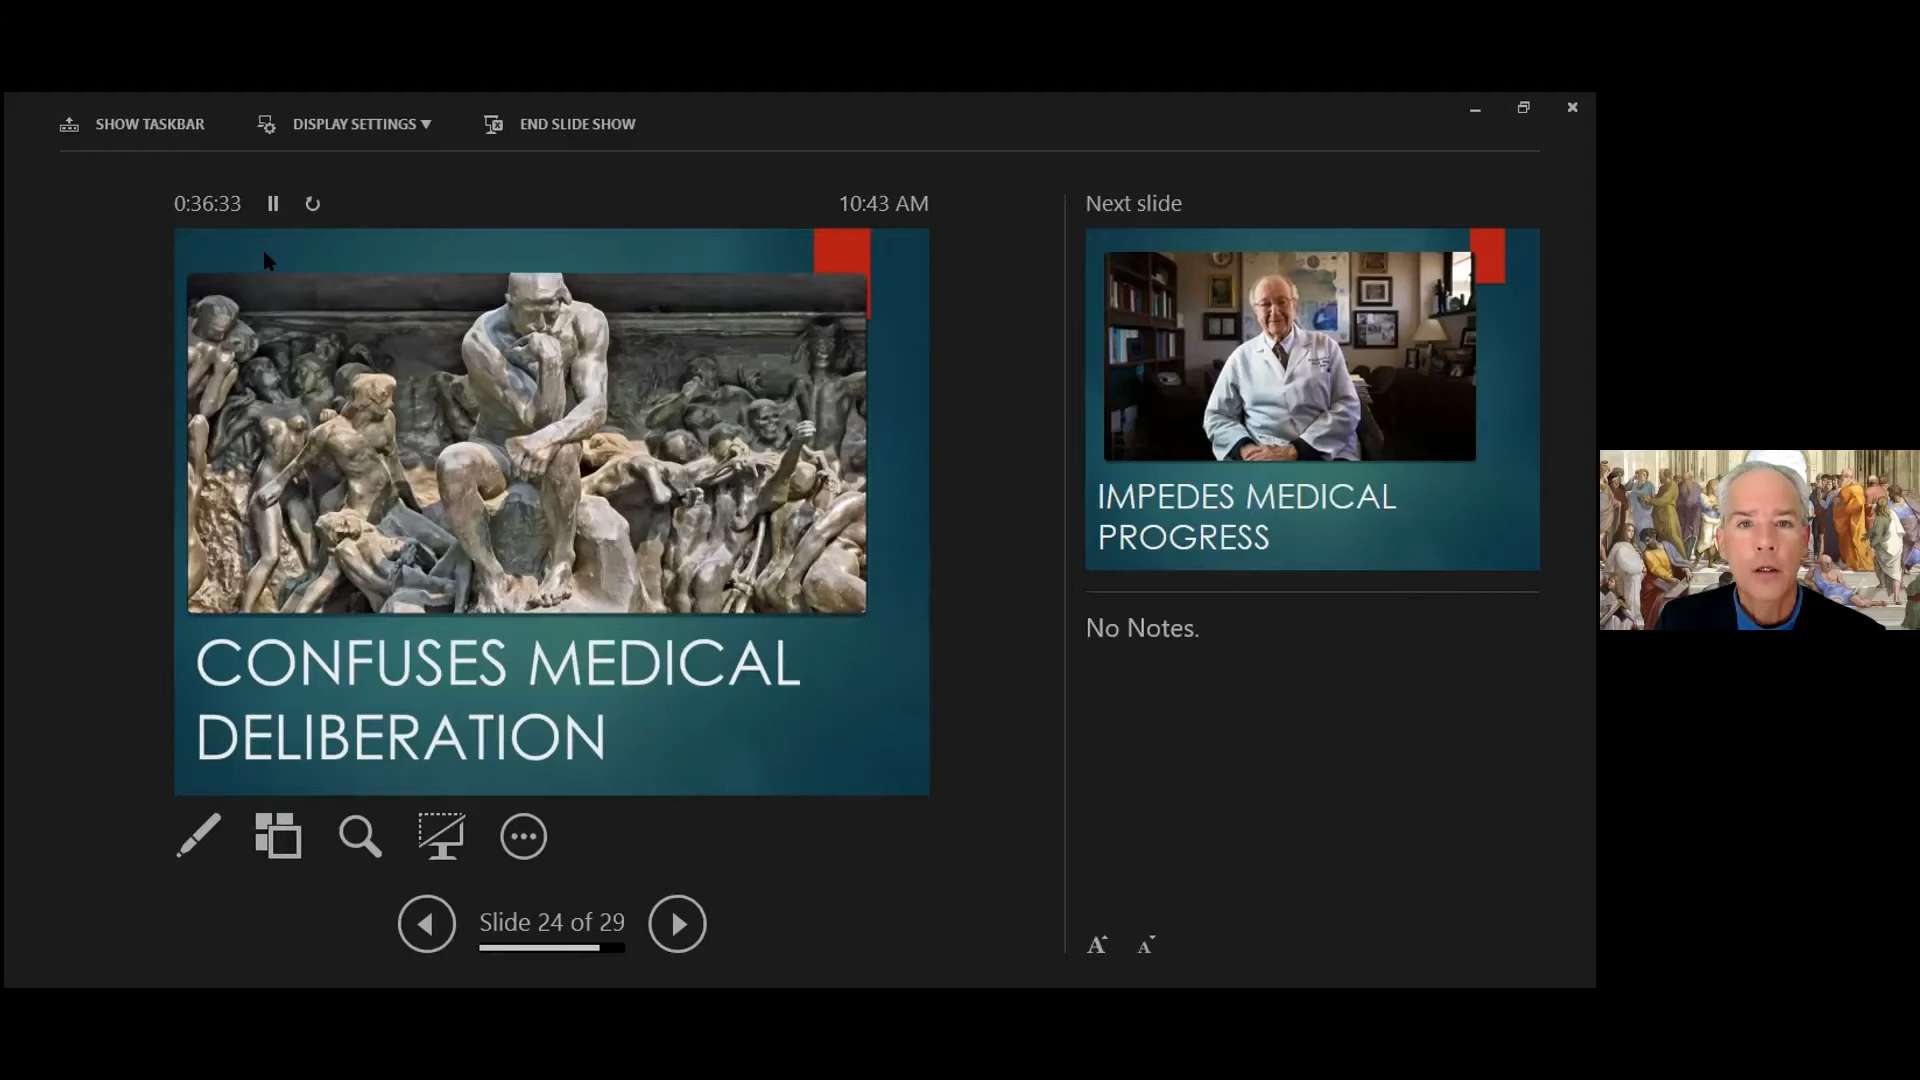 SHOW TASKBAR
DISPLAY SETTINGS ▼
END SLIDE SHOW
0:36:33
10:43 AM
Next slide
CONFUSES MEDICAL
DELIBERATION
IMPEDES MEDICAL
PROGRESS
No Notes.
Slide 24 of 29
A
A